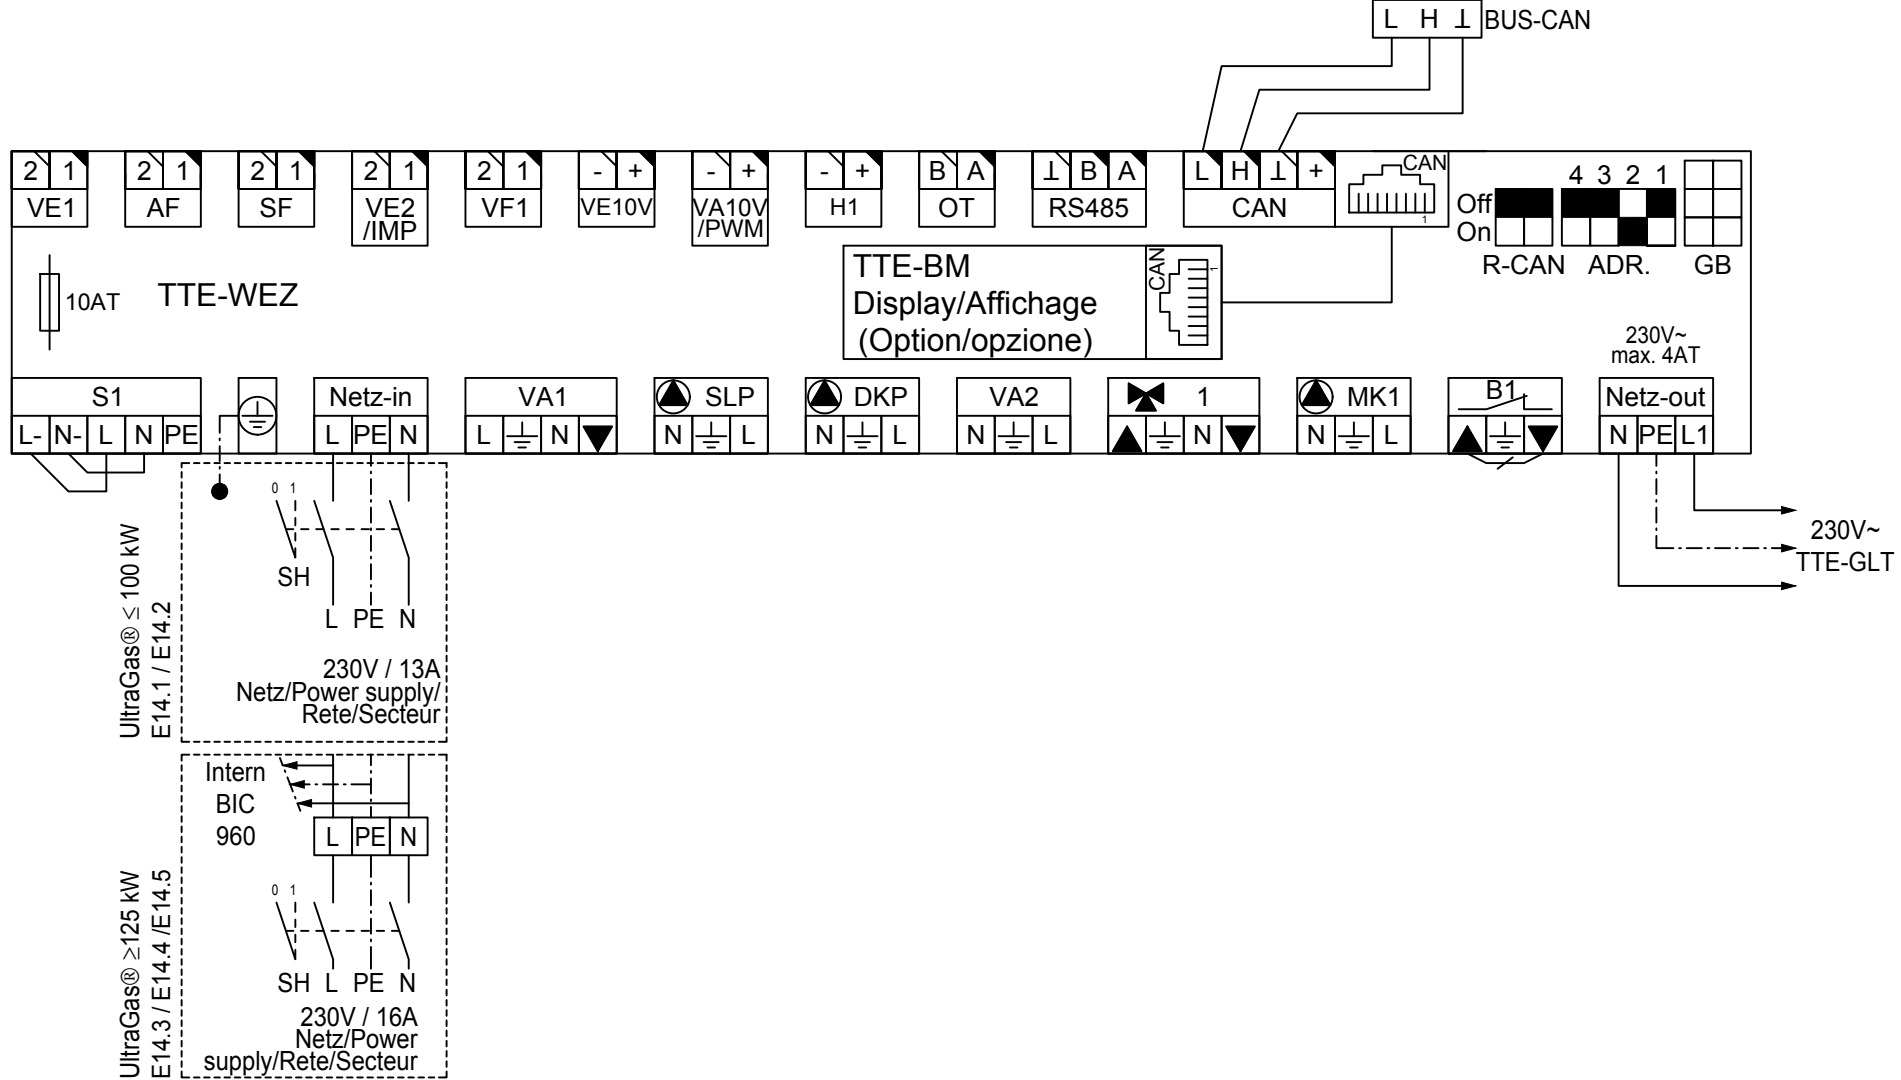 L H ⊥ BUS-CAN
2 1 2 1 2 1 2 1 2 1 - + - + - + B A ⊥ B A L H ⊥ + CAN
VE1 AF SF VE2 VF1 VE10V VA10V H1 OT RS485 CAN
/IMP /PWM
1
4 3 2 1
Off
On
R-CAN ADR. GB
10AT TTE-WEZ
TTE-BM
Display/Affichage
(Option/opzione)
CAN
1
230V~
max. 4AT
S1 Netz-in VA1 SLP DKP VA2 1 MK1 B1 Netz-out
L- N- L N PE L PE N L N N L N L N L N N L N PE L1
230V~
TTE-GLT
UltraGas® ≤ 100 kW
E14.1 / E14.2
0 1
SH
L PE N
230V / 13A
Netz/Power supply/
Rete/Secteur
UltraGas® ≥125 kW
E14.3 / E14.4 /E14.5
Intern
BIC
960
L PE N
0 1
SH L PE N
230V / 16A
Netz/Power
supply/Rete/Secteur